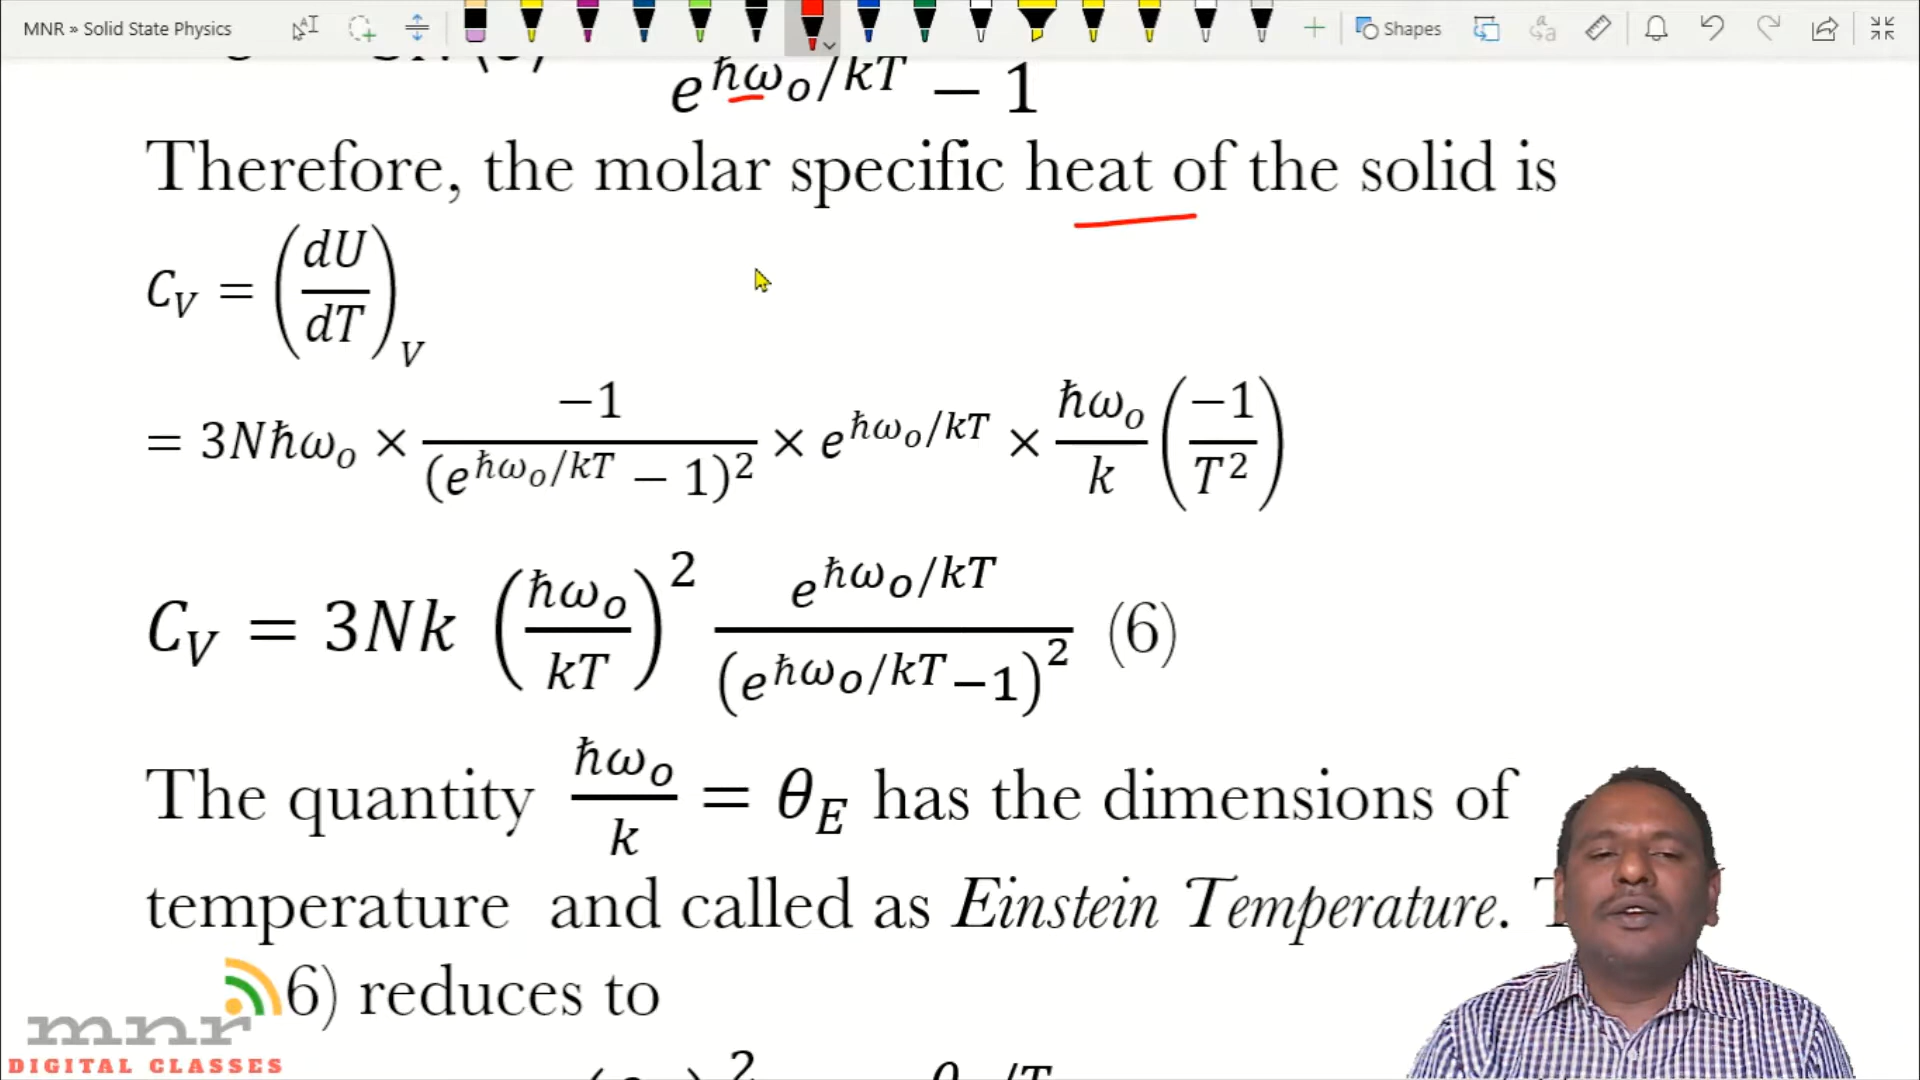 MNR » Solid State Physics
Shapes
e^{ħω_o/kT} − 1
Therefore, the molar specific heat of the solid is
C_V = (dU/dT)_V
= 3Nħω_o × −1/(e^{ħω_o/kT} − 1)^2 × e^{ħω_o/kT} × ħω_o/k (−1/T^2)
C_V = 3Nk (ħω_o/kT)^2 e^{ħω_o/kT}/(e^{ħω_o/kT}−1)^2 (6)
The quantity ħω_o/k = θ_E has the dimensions of
temperature and called as Einstein Temperature.
6) reduces to
mnr
DIGITAL CLASSES